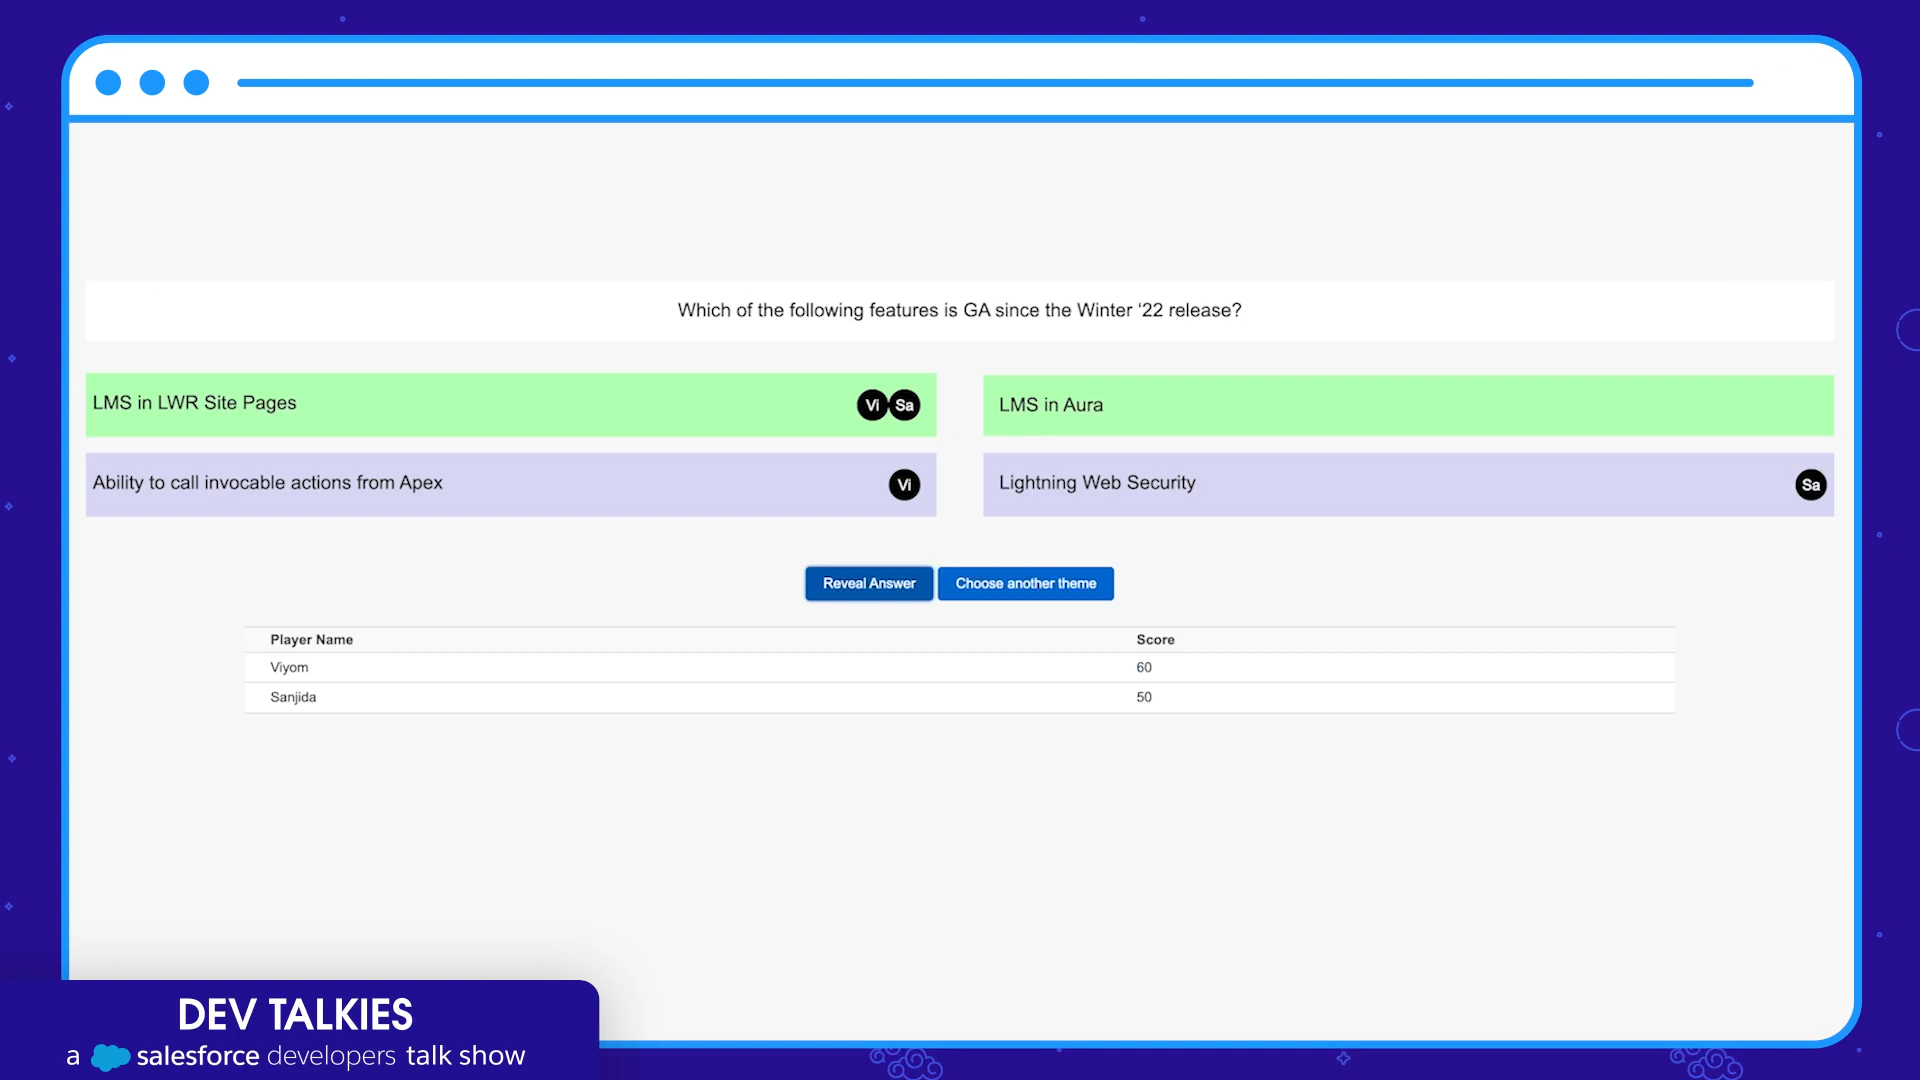 Which of the following features is GA since the Winter ‘22 release?
LMS in LWR Site Pages
Vi
Sa
LMS in Aura
Ability to call invocable actions from Apex
Vi
Lightning Web Security
Sa
Reveal Answer
Choose another theme
Player Name
Score
Viyom
60
Sanjida
50
DEV TALKIES
a salesforce developers talk show